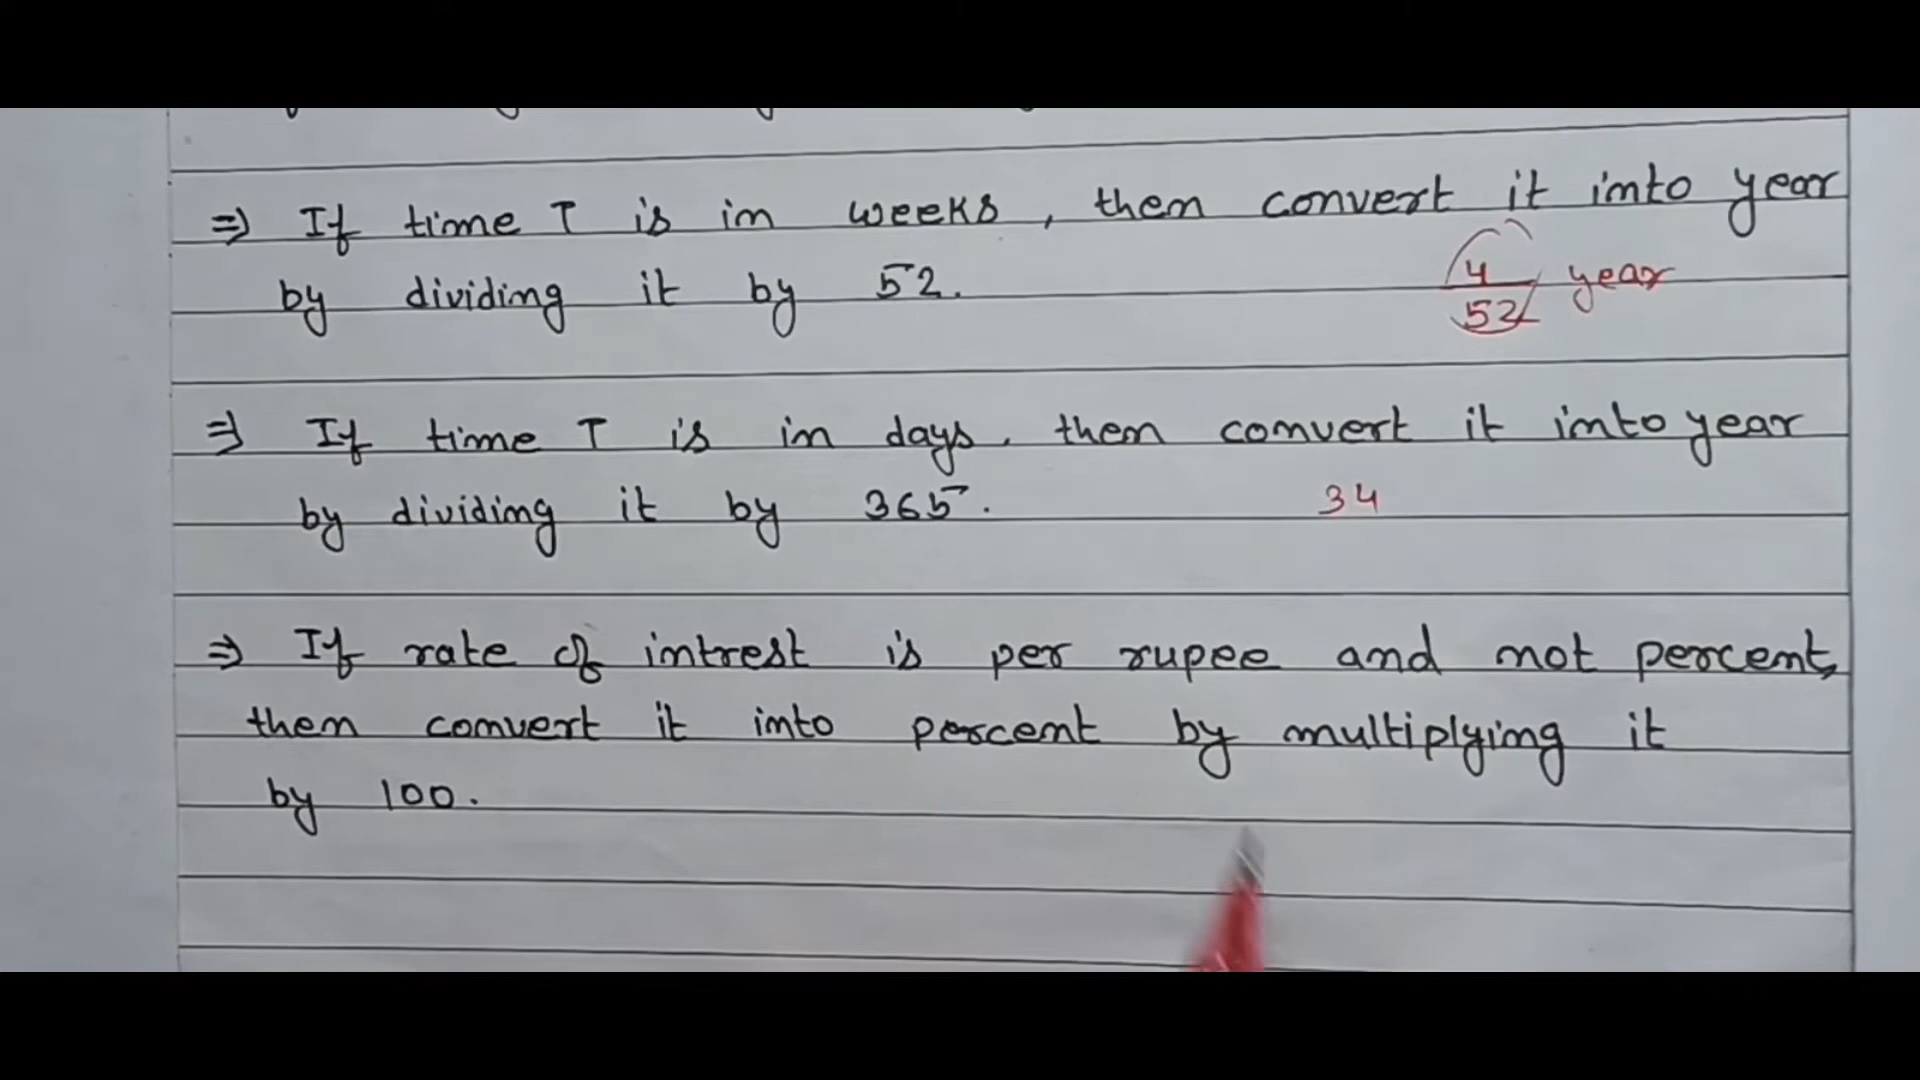 ⇒ If time T is in weeks, then convert it into year
by dividing it by 52.
4/52 year
⇒ If time T is in days, then convert it into year
by dividing it by 365.
34
⇒ If rate of intrest is per rupee and not percent,
then convert it into percent by multiplying it
by 100.